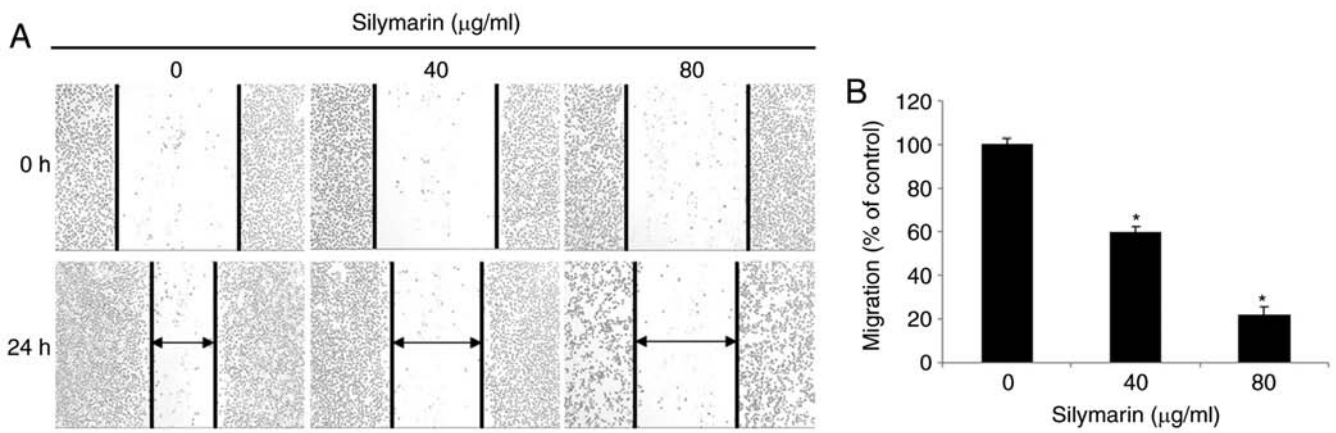 A
Silymarin (μg/ml)
0 40 80
0 h
24 h
B
Migration (% of control)
120
100
80
60
40
20
0
*
*
0 40 80
Silymarin (μg/ml)